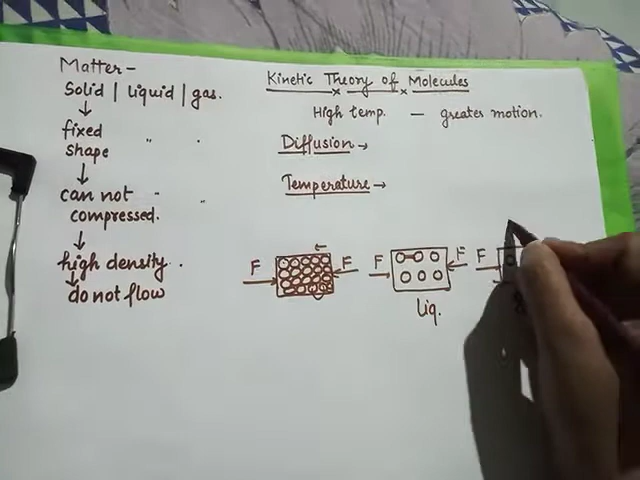 Matter-
Solid | liquid | gas.
fixed
shape " .
can not "  "
compressed.
high density .
do not flow
Kinetic Theory of Molecules
High temp. — greater motion.
Diffusion→
Temperature→
F F F F F
Liq.